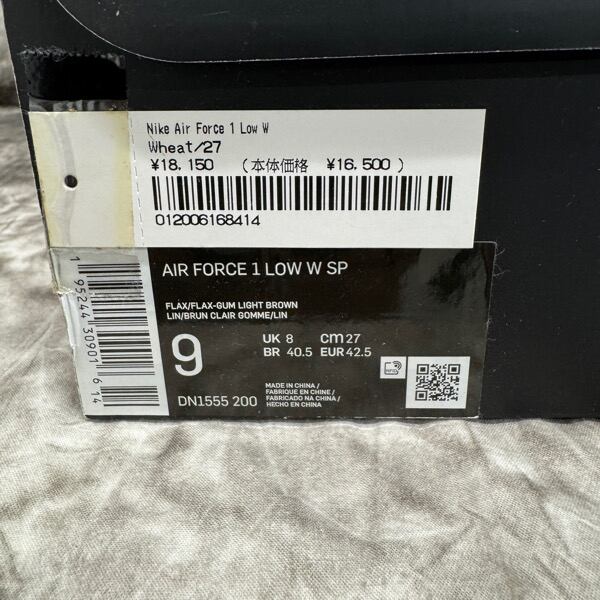 Nike Air Force 1 Low W
Wheat/27
¥18,150 (本体価格 ¥16,500)
012006168414
AIR FORCE 1 LOW W SP
FLAX/FLAX-GUM LIGHT BROWN
LIN/BRUN CLAIR GOMME/LIN
9
UK 8 cm 27
BR 40.5 EUR 42.5
DN1555 200
MADE IN CHINA /
FABRIQUÉ EN CHINE /
FABRICADO NA CHINA /
HECHO EN CHINA
1 95244 30901 6 14